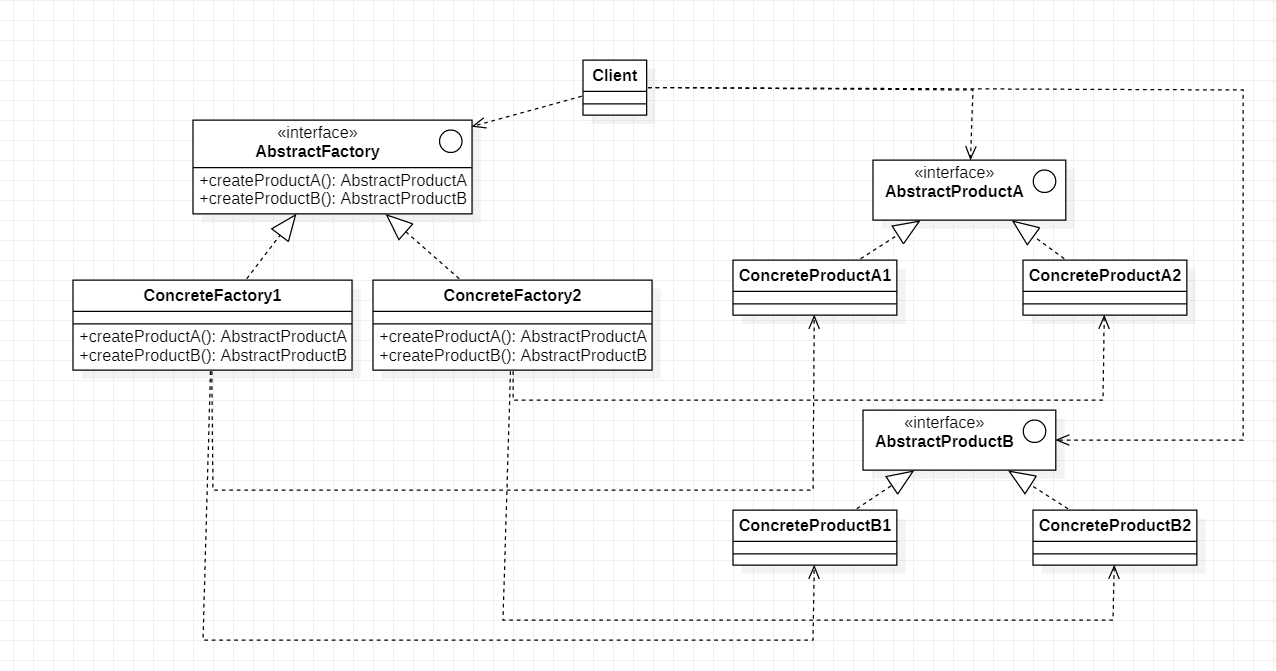 Client
«interface»
AbstractFactory
+createProductA(): AbstractProductA
+createProductB(): AbstractProductB
«interface»
AbstractProductA
ConcreteProductA1
ConcreteProductA2
ConcreteFactory1
+createProductA(): AbstractProductA
+createProductB(): AbstractProductB
ConcreteFactory2
+createProductA(): AbstractProductA
+createProductB(): AbstractProductB
«interface»
AbstractProductB
ConcreteProductB1
ConcreteProductB2